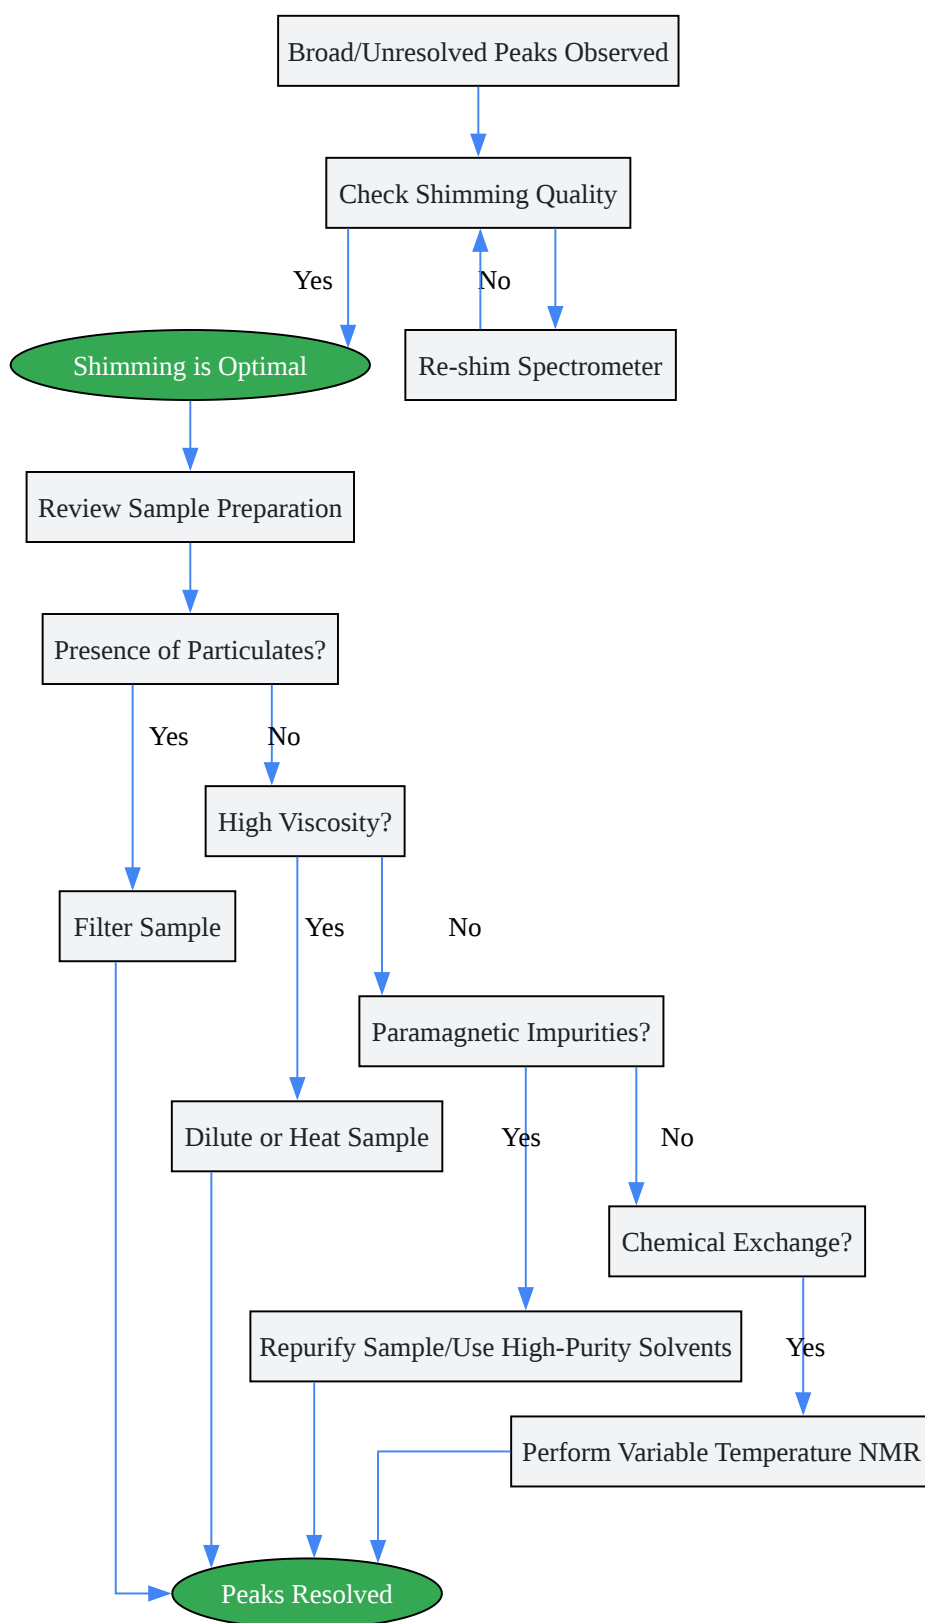 Broad/Unresolved Peaks Observed
Check Shimming Quality
Yes
No
Shimming is Optimal
Re-shim Spectrometer
Review Sample Preparation
Presence of Particulates?
Yes
No
High Viscosity?
Filter Sample
Yes
No
Paramagnetic Impurities?
Dilute or Heat Sample
Yes
No
Chemical Exchange?
Repurify Sample/Use High-Purity Solvents
Yes
Perform Variable Temperature NMR
Peaks Resolved